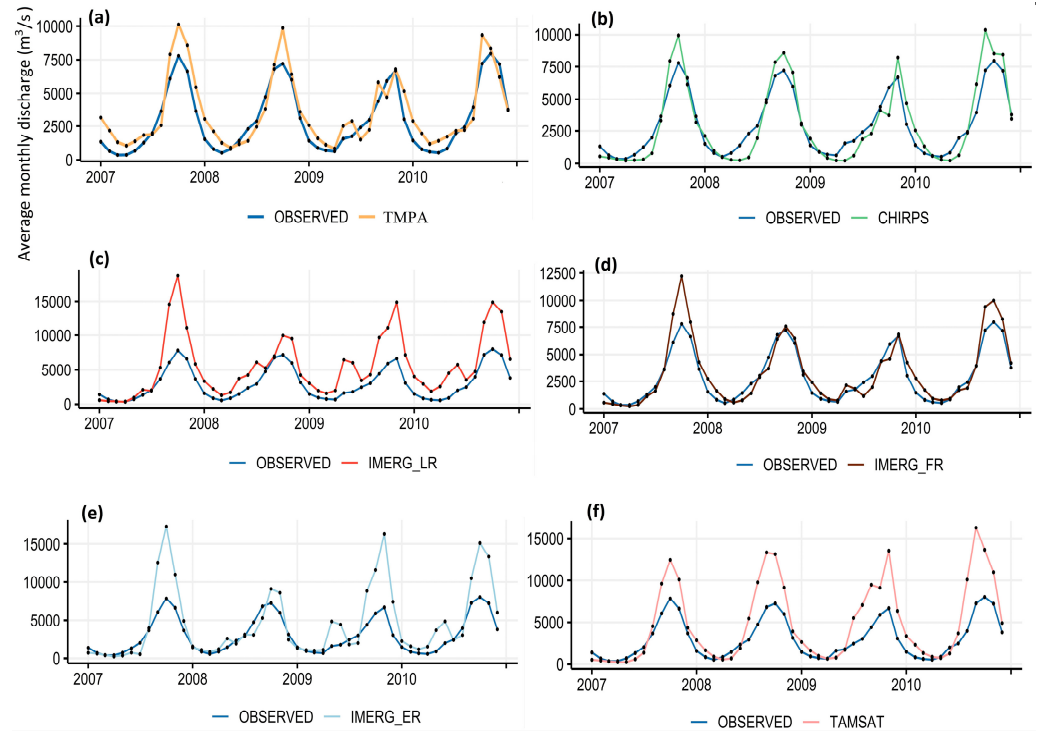 Average monthly discharge (m³/s)
(a)
10000
7500
5000
2500
0
2007 2008 2009 2010
OBSERVED TMPA
(b)
10000
7500
5000
2500
0
2007 2008 2009 2010
OBSERVED CHIRPS
(c)
15000
10000
5000
0
2007 2008 2009 2010
OBSERVED IMERG_LR
(d)
12500
10000
7500
5000
2500
0
2007 2008 2009 2010
OBSERVED IMERG_FR
(e)
15000
10000
5000
0
2007 2008 2009 2010
OBSERVED IMERG_ER
(f)
15000
10000
5000
0
2007 2008 2009 2010
OBSERVED TAMSAT